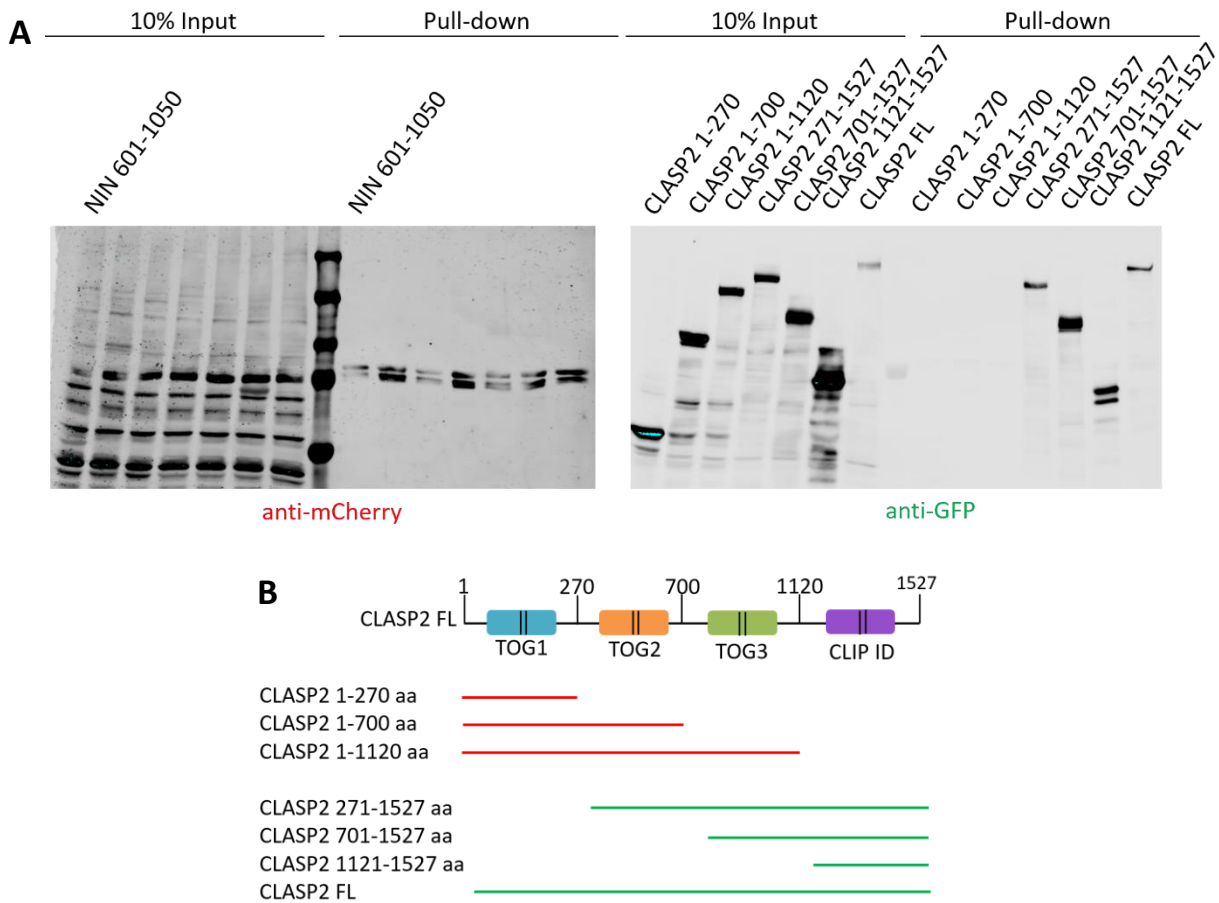 A
10% Input
Pull-down
10% Input
Pull-down
NIN 601-1050
NIN 601-1050
CLASP2 1-270
CLASP2 1-700
CLASP2 1-1120
CLASP2 271-1527
CLASP2 701-1527
CLASP2 1121-1527
CLASP2 FL
CLASP2 1-270
CLASP2 1-700
CLASP2 1-1120
CLASP2 271-1527
CLASP2 701-1527
CLASP2 1121-1527
CLASP2 FL
anti-mCherry
anti-GFP
B
1 270 700 1120 1527
CLASP2 FL
TOG1 TOG2 TOG3 CLIP ID
CLASP2 1-270 aa
CLASP2 1-700 aa
CLASP2 1-1120 aa
CLASP2 271-1527 aa
CLASP2 701-1527 aa
CLASP2 1121-1527 aa
CLASP2 FL